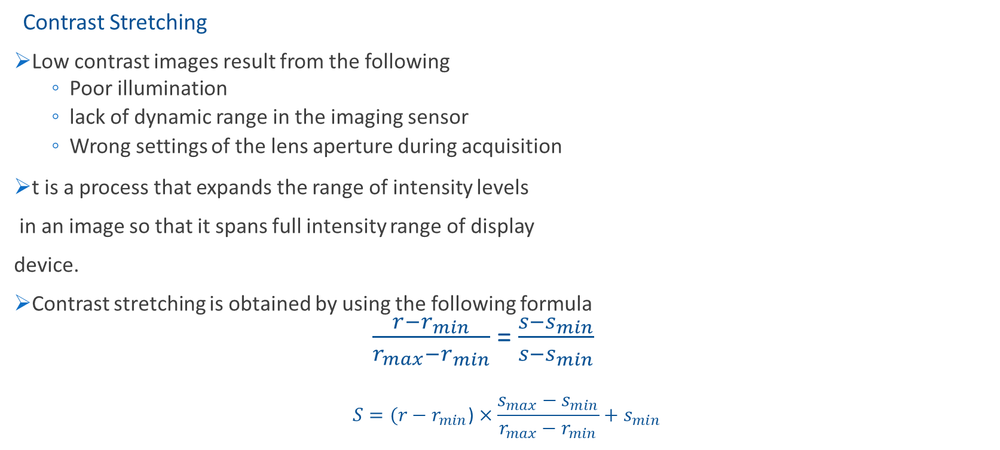 Contrast Stretching
➢Low contrast images result from the following
◦ Poor illumination
◦ lack of dynamic range in the imaging sensor
◦ Wrong settings of the lens aperture during acquisition
➢t is a process that expands the range of intensity levels
in an image so that it spans full intensity range of display
device.
➢Contrast stretching is obtained by using the following formula
\frac{r-r_{min}}{r_{max}-r_{min}} = \frac{s-s_{min}}{s-s_{min}}
S = (r - r_{min}) \times \frac{s_{max} - s_{min}}{r_{max} - r_{min}} + s_{min}